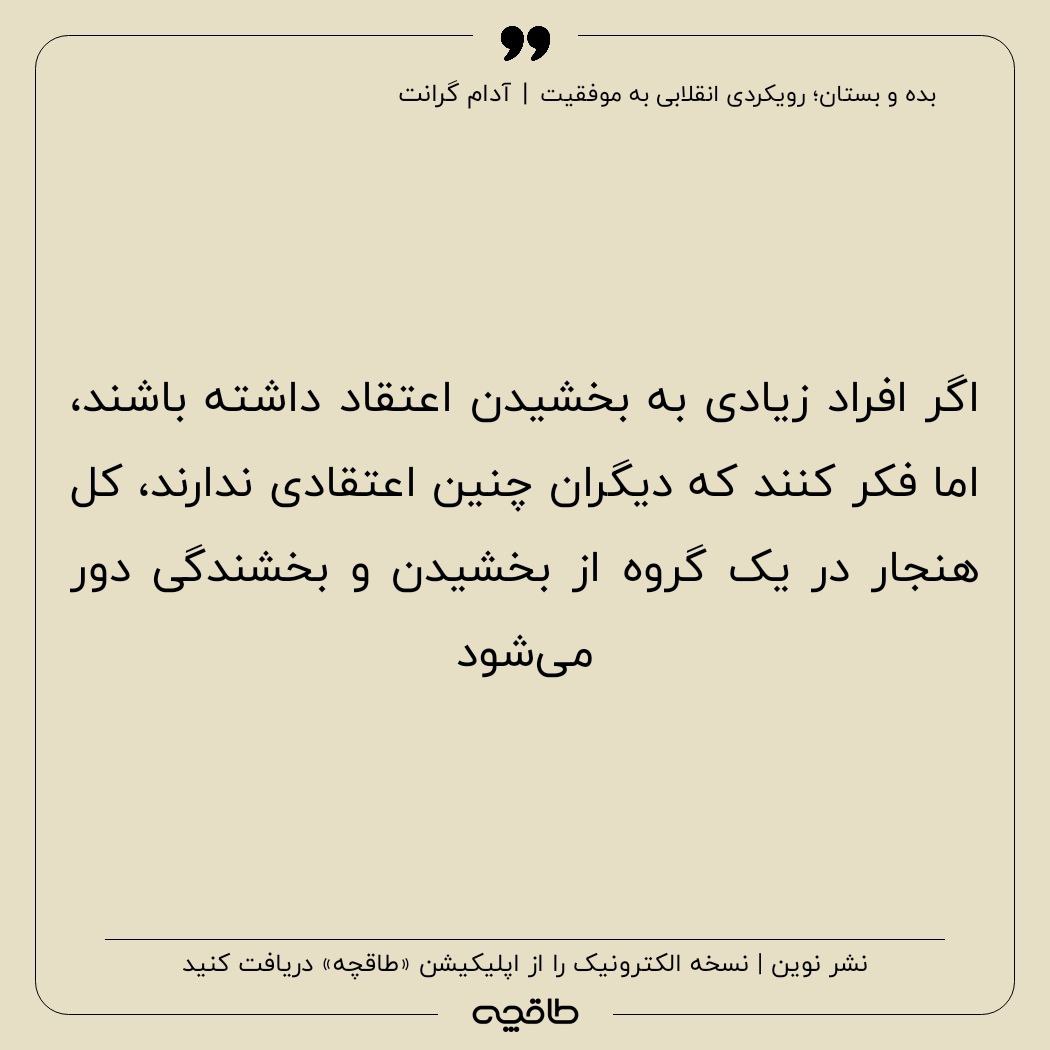 بده و بستان؛ رویکردی انقلابی به موفقیت | آدام گرانت
اگر افراد زیادی به بخشیدن اعتقاد داشته باشند،
اما فکر کنند که دیگران چنین اعتقادی ندارند، کل
هنجار در یک گروه از بخشیدن و بخشندگی دور
می‌شود
نشر نوین | نسخه الکترونیک را از اپلیکیشن «طاقچه» دریافت کنید
طاقچه